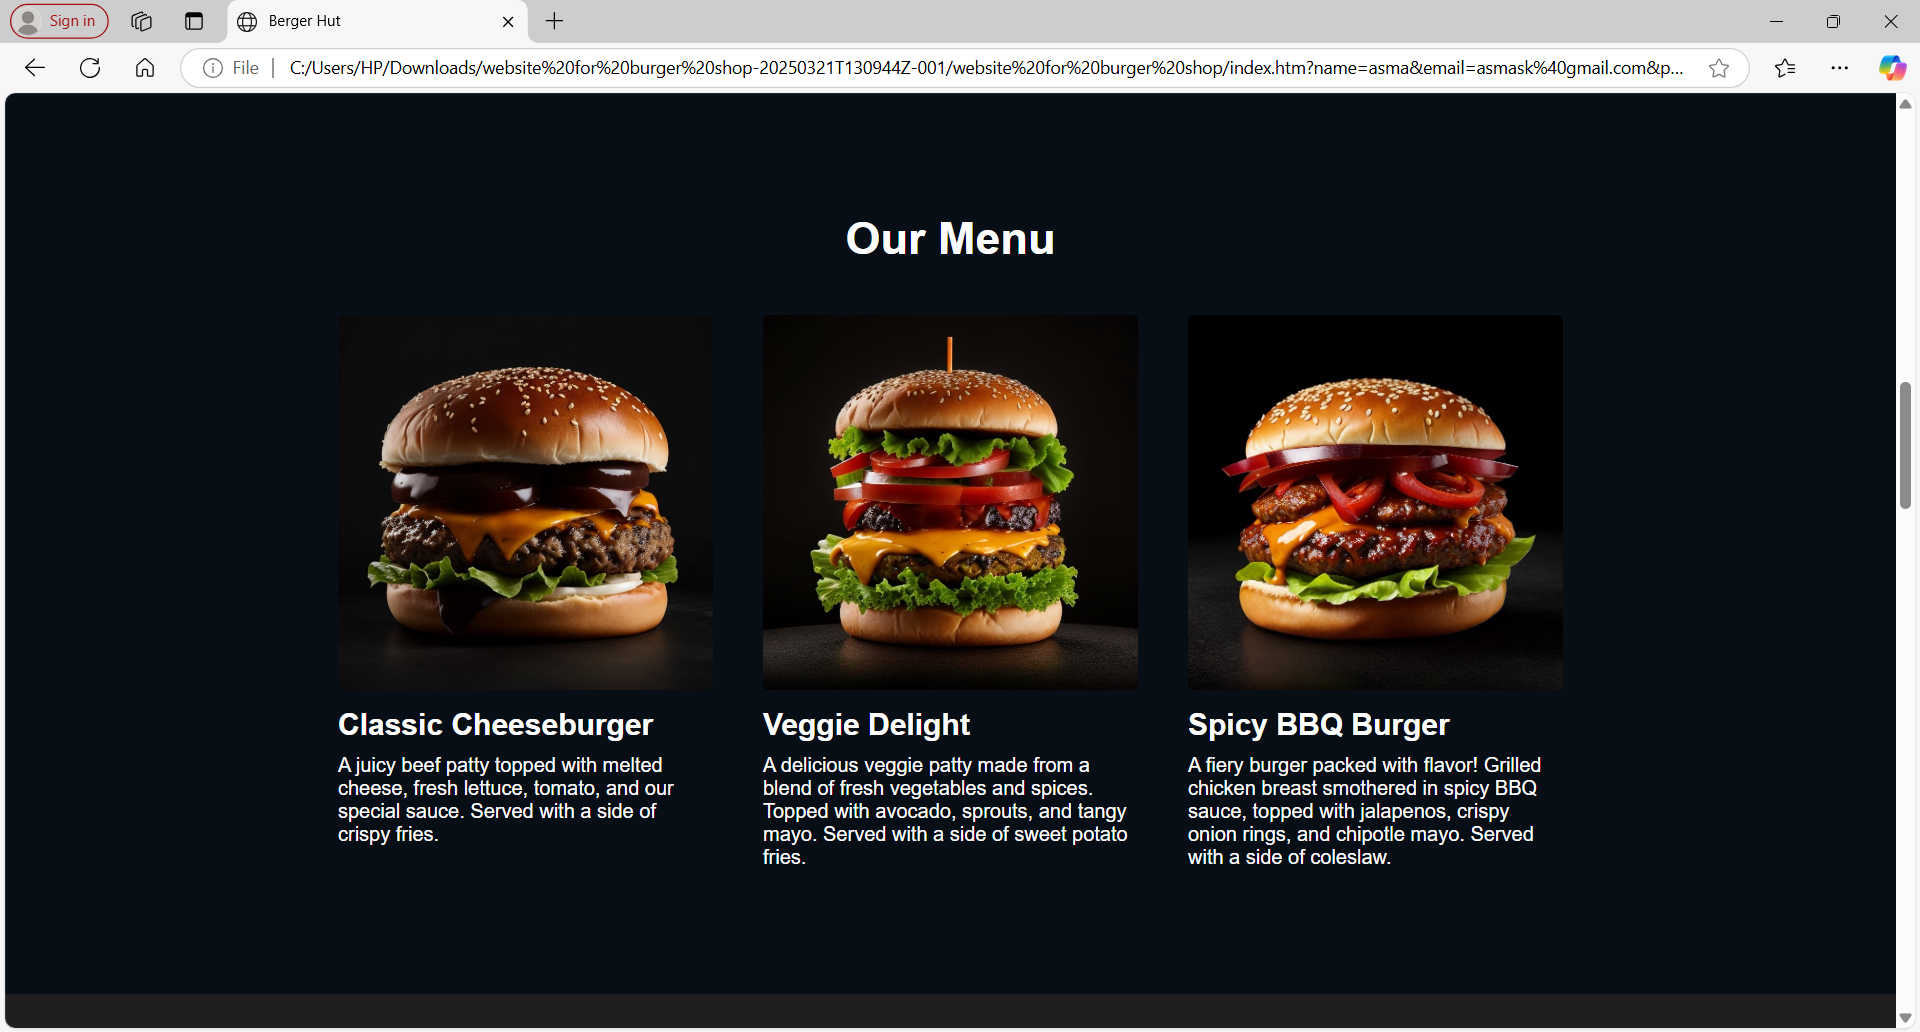 Sign in
Berger Hut
File
C:/Users/HP/Downloads/website%20for%20burger%20shop-20250321T130944Z-001/website%20for%20burger%20shop/index.htm?name=asma&email=asmask%40gmail.com&p...
Our Menu
Classic Cheeseburger
A juicy beef patty topped with melted
cheese, fresh lettuce, tomato, and our
special sauce. Served with a side of
crispy fries.
Veggie Delight
A delicious veggie patty made from a
blend of fresh vegetables and spices.
Topped with avocado, sprouts, and tangy
mayo. Served with a side of sweet potato
fries.
Spicy BBQ Burger
A fiery burger packed with flavor! Grilled
chicken breast smothered in spicy BBQ
sauce, topped with jalapenos, crispy
onion rings, and chipotle mayo. Served
with a side of coleslaw.